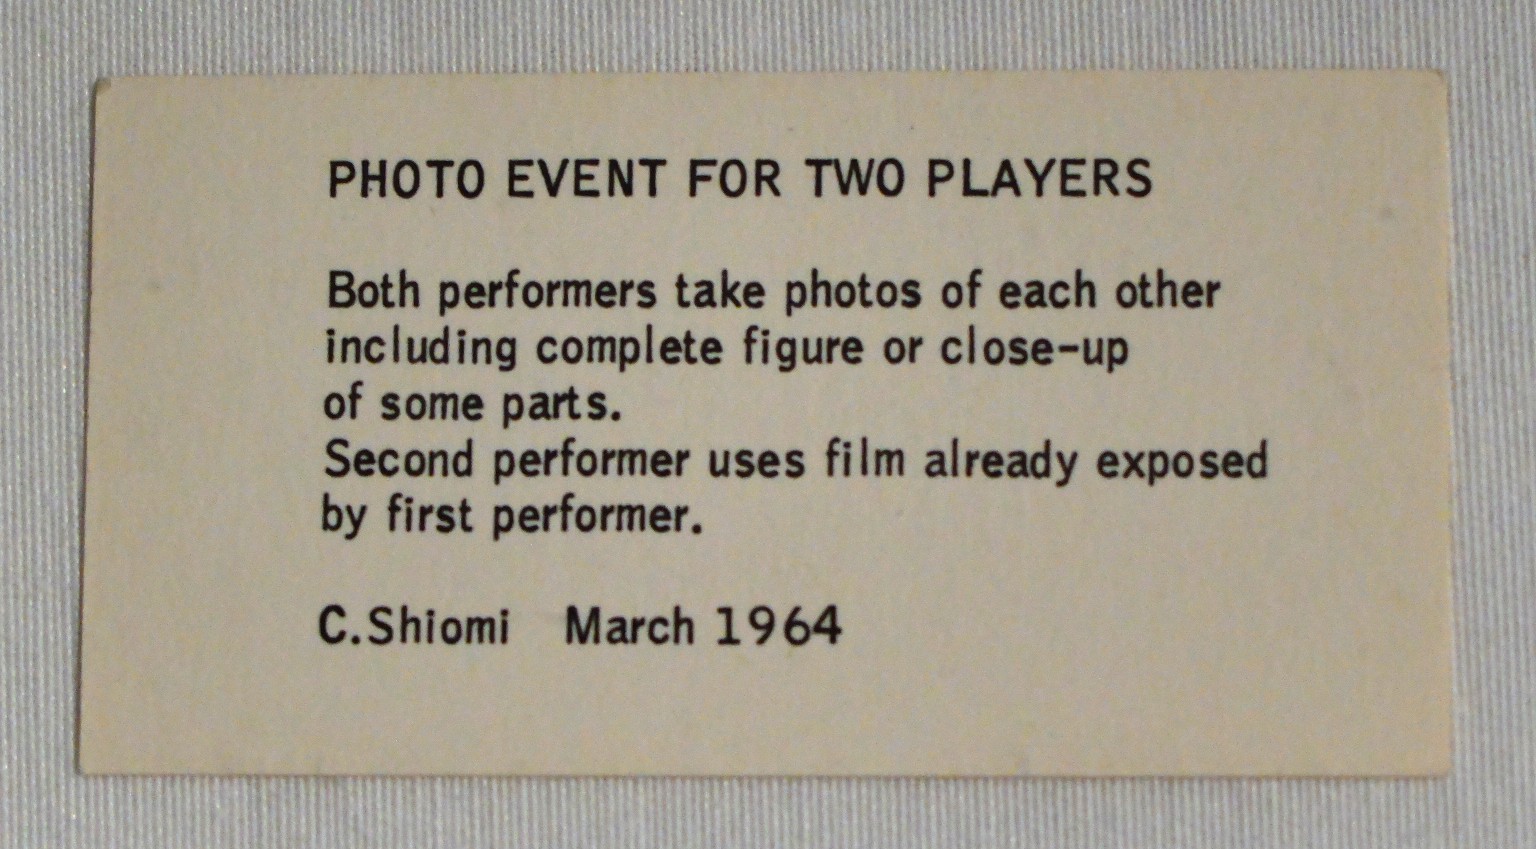 PHOTO EVENT FOR TWO PLAYERS
Both performers take photos of each other
including complete figure or close-up
of some parts.
Second performer uses film already exposed
by first performer.
C.Shiomi March 1964